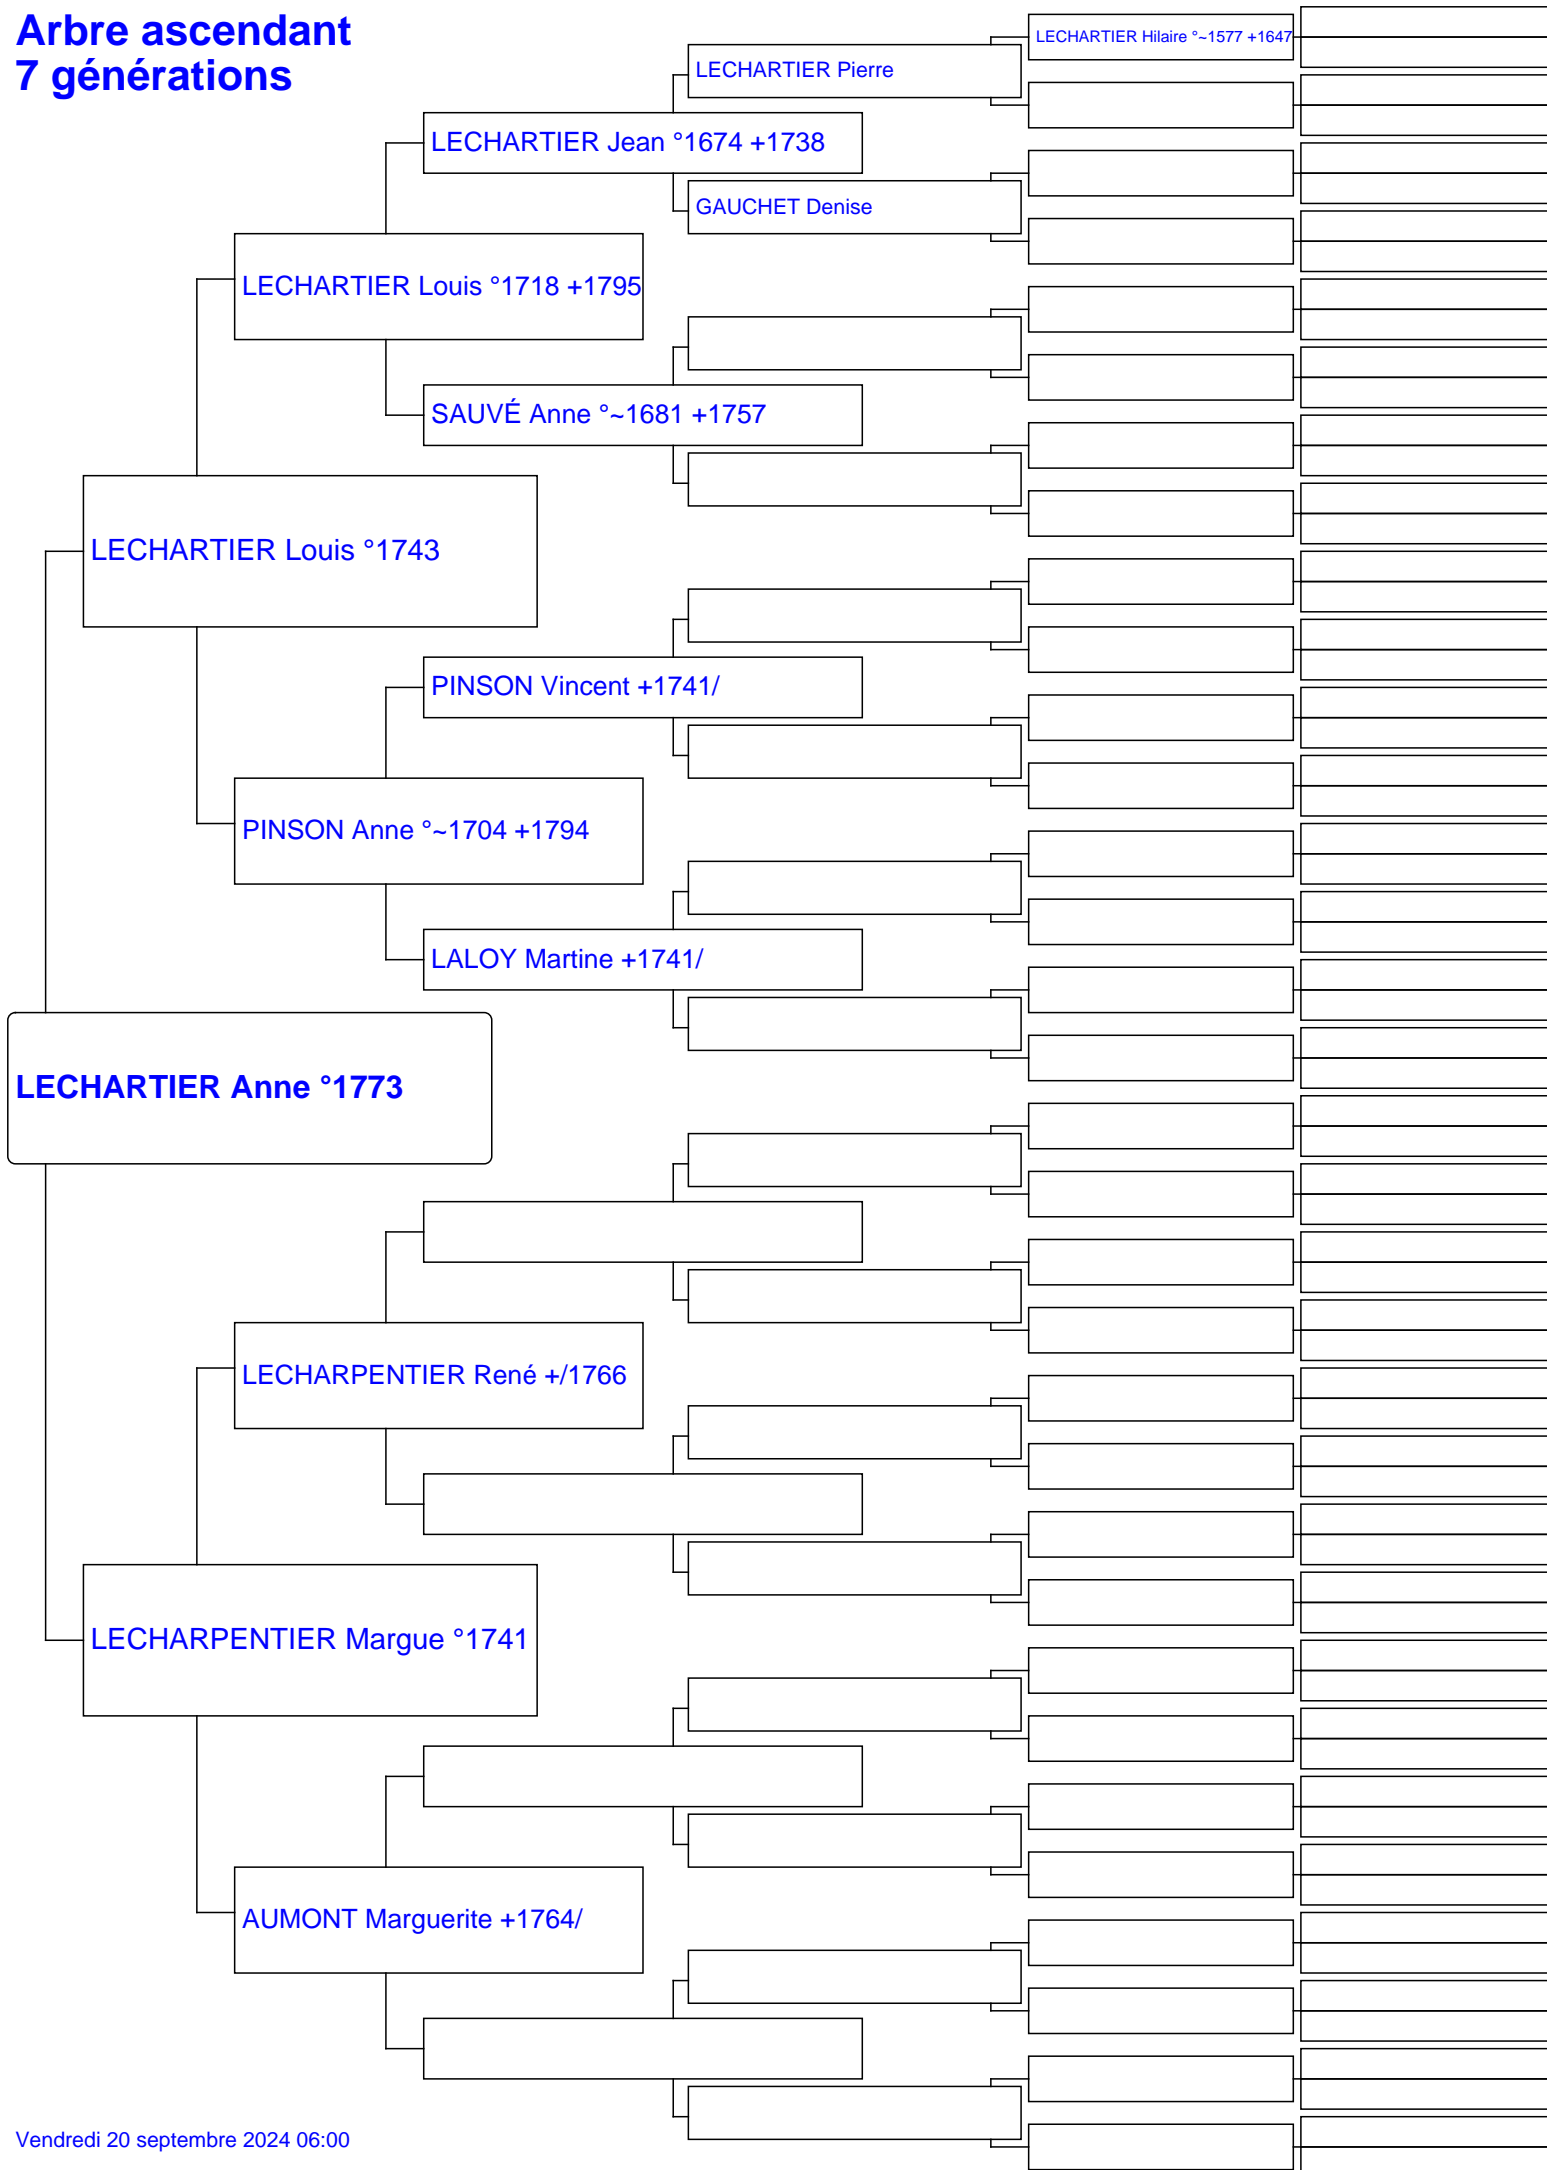 Arbre ascendant
7 générations
LECHARTIER Hilaire °~1577 +1647
LECHARTIER Pierre
LECHARTIER Jean °1674 +1738
GAUCHET Denise
LECHARTIER Louis °1718 +1795
SAUVÉ Anne °~1681 +1757
LECHARTIER Louis °1743
PINSON Vincent +1741/
PINSON Anne °~1704 +1794
LALOY Martine +1741/
LECHARTIER Anne °1773
LECHARPENTIER René +/1766
LECHARPENTIER Margue °1741
AUMONT Marguerite +1764/
Vendredi 20 septembre 2024 06:00